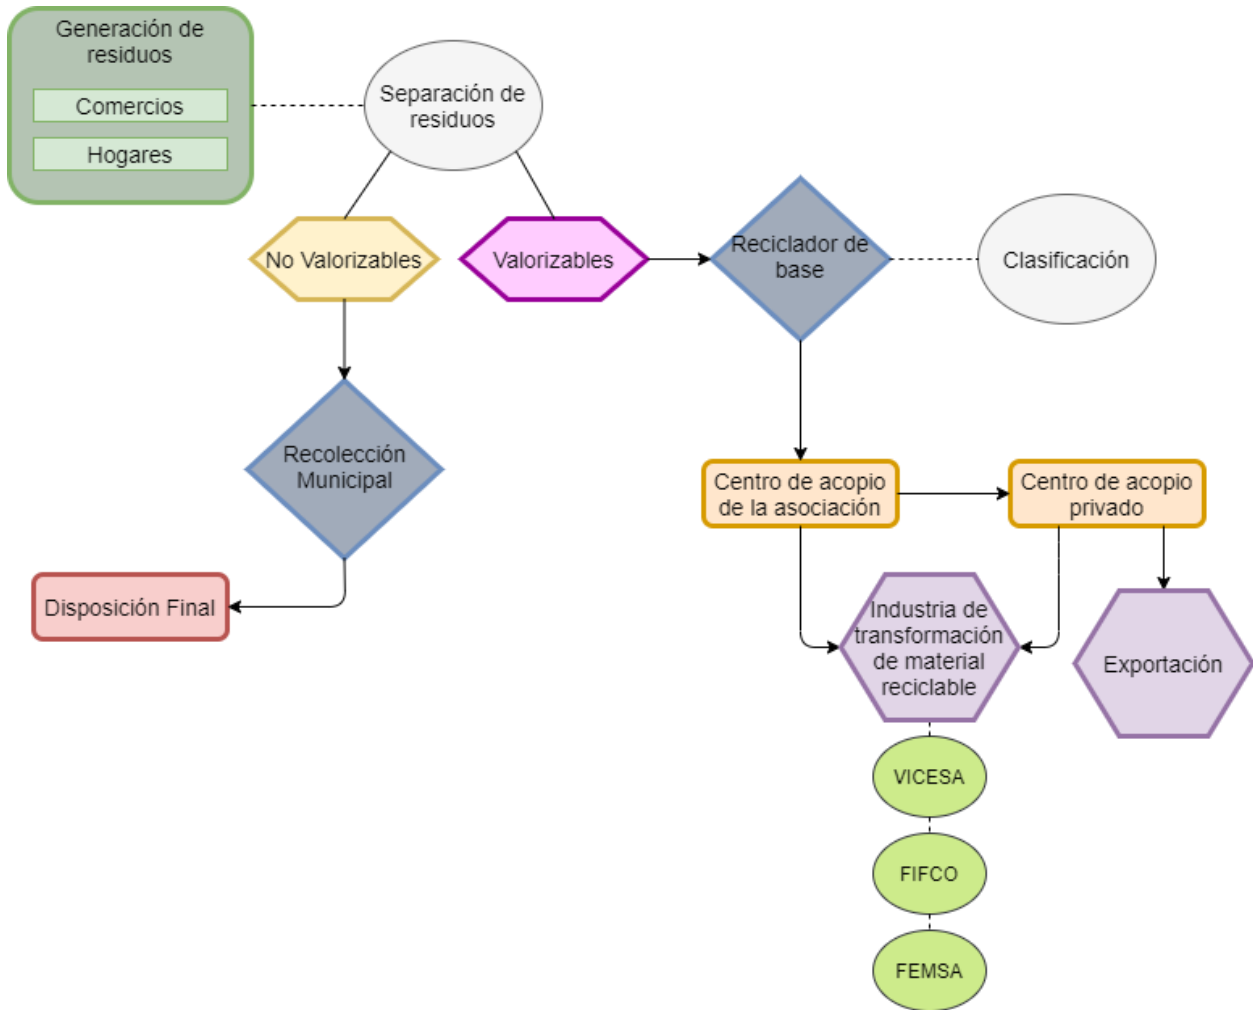 Generación de
residuos
Comercios
Hogares
Separación de
residuos
No Valorizables
Valorizables
Reciclador de
base
Clasificación
Recolección
Municipal
Centro de acopio
de la asociación
Centro de acopio
privado
Disposición Final
Industria de
transformación
de material
reciclable
Exportación
VICESA
FIFCO
FEMSA